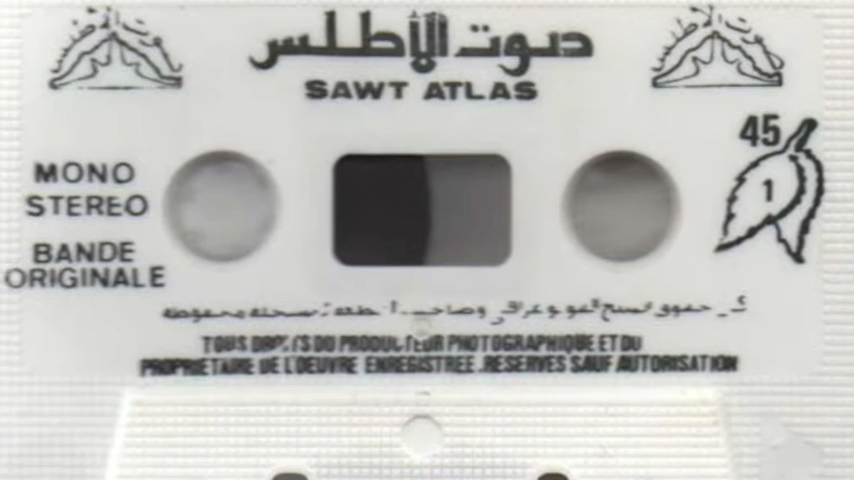 صوت الأطلس
SAWT ATLAS
45
1
MONO
STEREO
BANDE
ORIGINALE
TOUS DROITS DU PRODUCTEUR PHOTOGRAPHIQUE ET DU
PROPRIETAIRE DE L'OEUVRE ENREGISTREE .RESERVES SAUF AUTORISATION